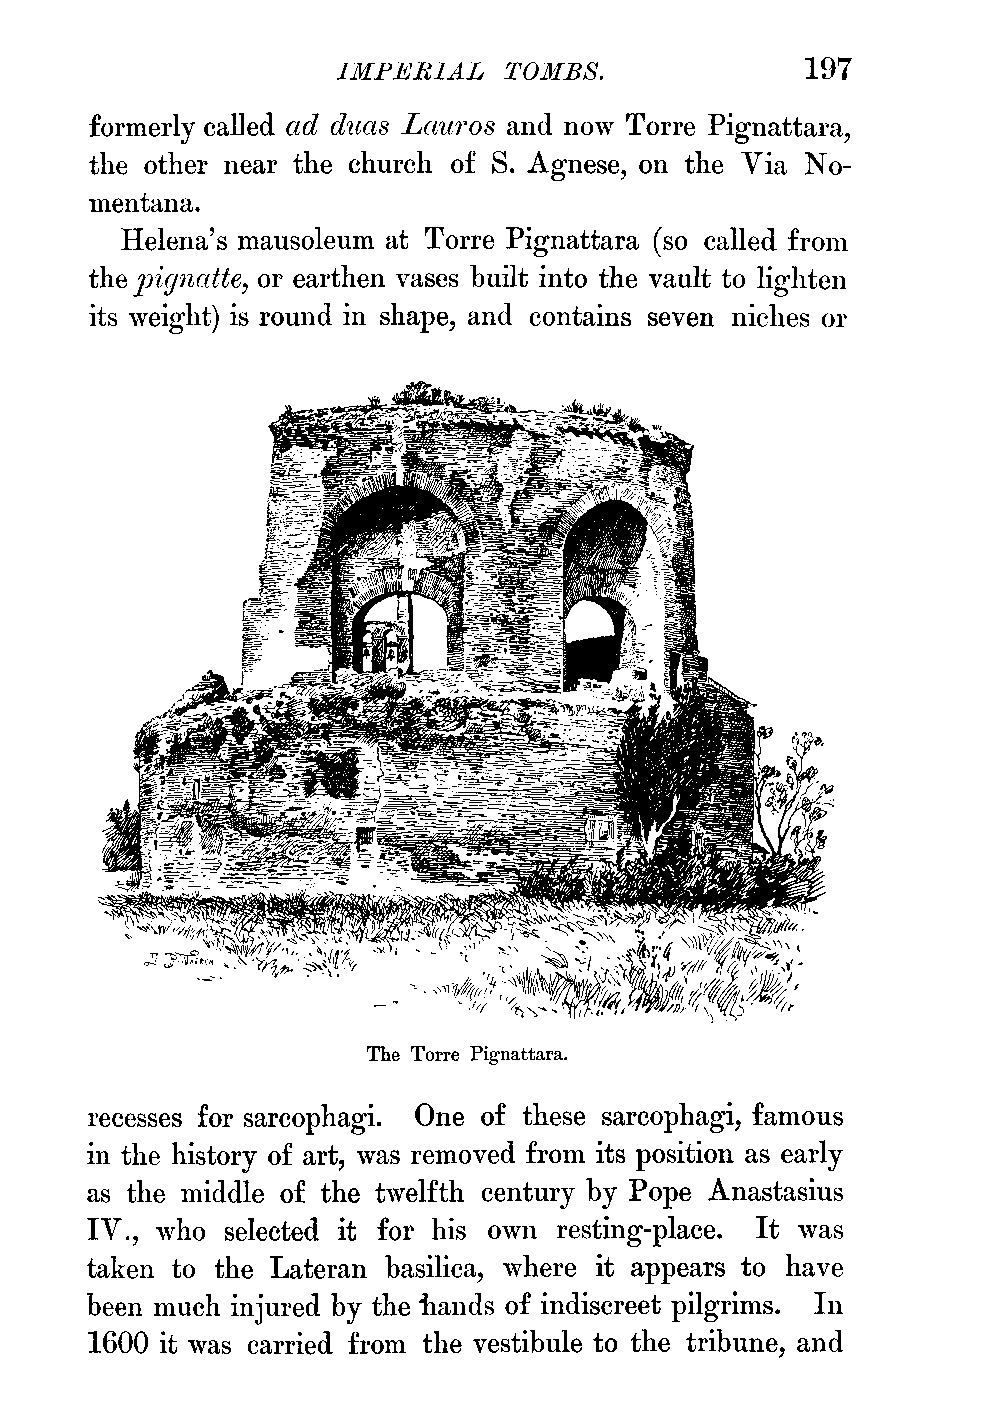 IMPERIAL TOMBS. 197
formerly called ad duas Lauros and now Torre Pignattara,
the other near the church of S. Agnese, on the Via No-
mentana.
Helena's mausoleum at Torre Pignattara (so called from
the pignatte, or earthen vases built into the vault to lighten
its weight) is round in shape, and contains seven niches or
The Torre Pignattara.
recesses for sarcophagi. One of these sarcophagi, famous
in the history of art, was removed from its position as early
as the middle of the twelfth century by Pope Anastasius
IV., who selected it for his own resting-place. It was
taken to the Lateran basilica, where it appears to have
been much injured by the hands of indiscreet pilgrims. In
1600 it was carried from the vestibule to the tribune, and